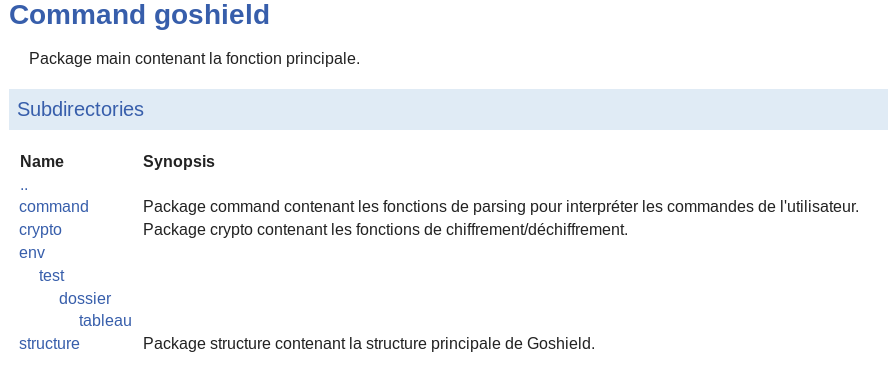 Command goshield
Package main contenant la fonction principale.
Subdirectories
Name Synopsis
..
command Package command contenant les fonctions de parsing pour interpréter les commandes de l'utilisateur.
crypto Package crypto contenant les fonctions de chiffrement/déchiffrement.
env
test
dossier
tableau
structure Package structure contenant la structure principale de Goshield.